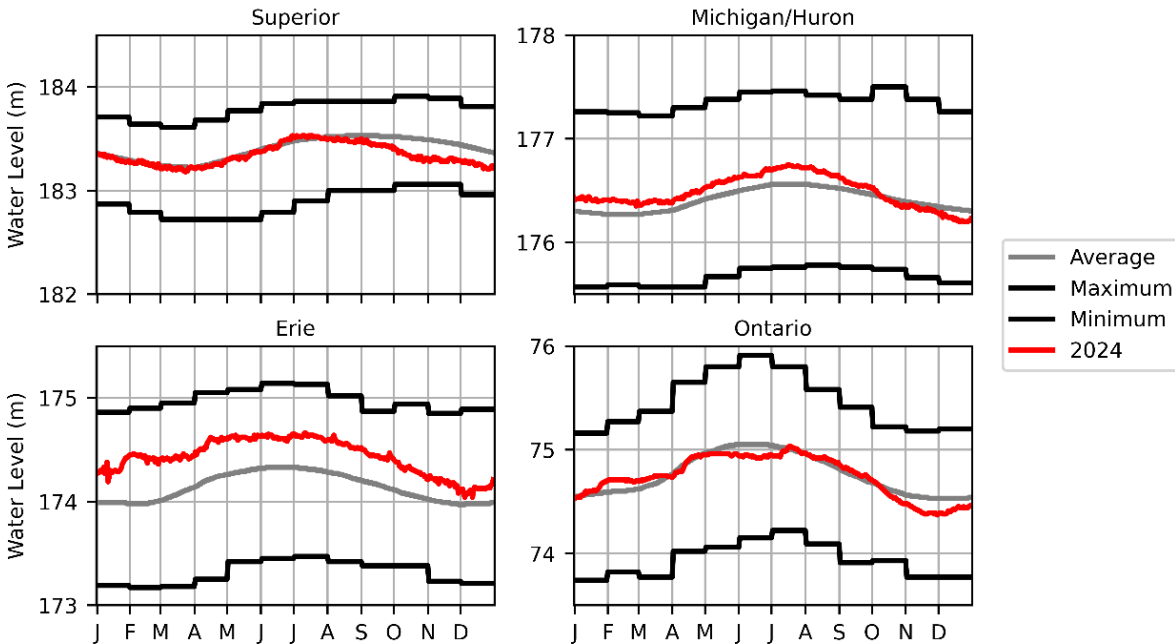 Superior
Michigan/Huron
Water Level (m)
184
183
182
178
177
176
Average
Maximum
Minimum
2024
Erie
Ontario
Water Level (m)
175
174
173
J F M A M J J A S O N D
76
75
74
J F M A M J J A S O N D